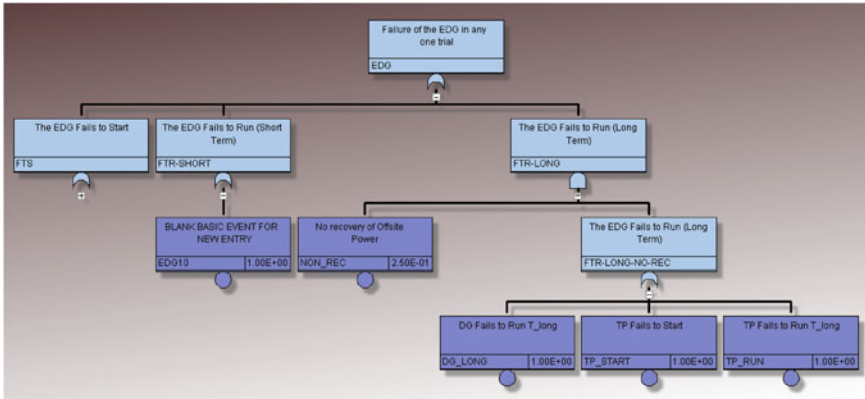 Failure of the EDG in any
one trial
EDG
The EDG Fails to Start
FTS
The EDG Fails to Run (Short
Term)
FTR-SHORT
The EDG Fails to Run (Long
Term)
FTR-LONG
BLANK BASIC EVENT FOR
NEW ENTRY
EDG10 1.00E+00
No recovery of Offsite
Power
NON_REC 2.50E-01
The EDG Fails to Run (Long
Term)
FTR-LONG-NO-REC
DG Fails to Run T_long
DG_LONG 1.00E+00
TP Fails to Start
TP_START 1.00E+00
TP Fails to Run T_long
TP_RUN 1.00E+00